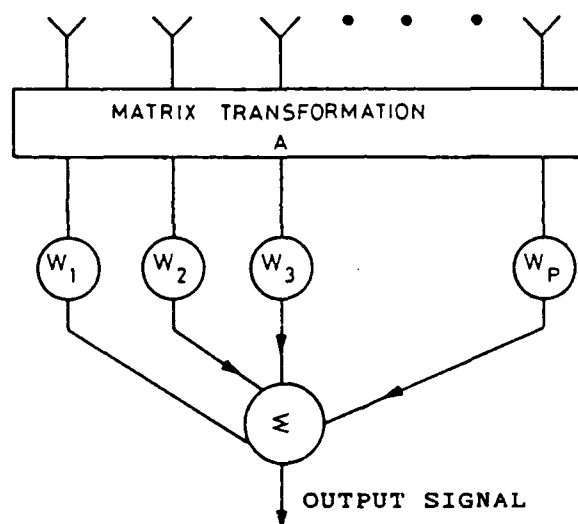 MATRIX TRANSFORMATION
A
W1 W2 W3 WP
Σ
OUTPUT SIGNAL